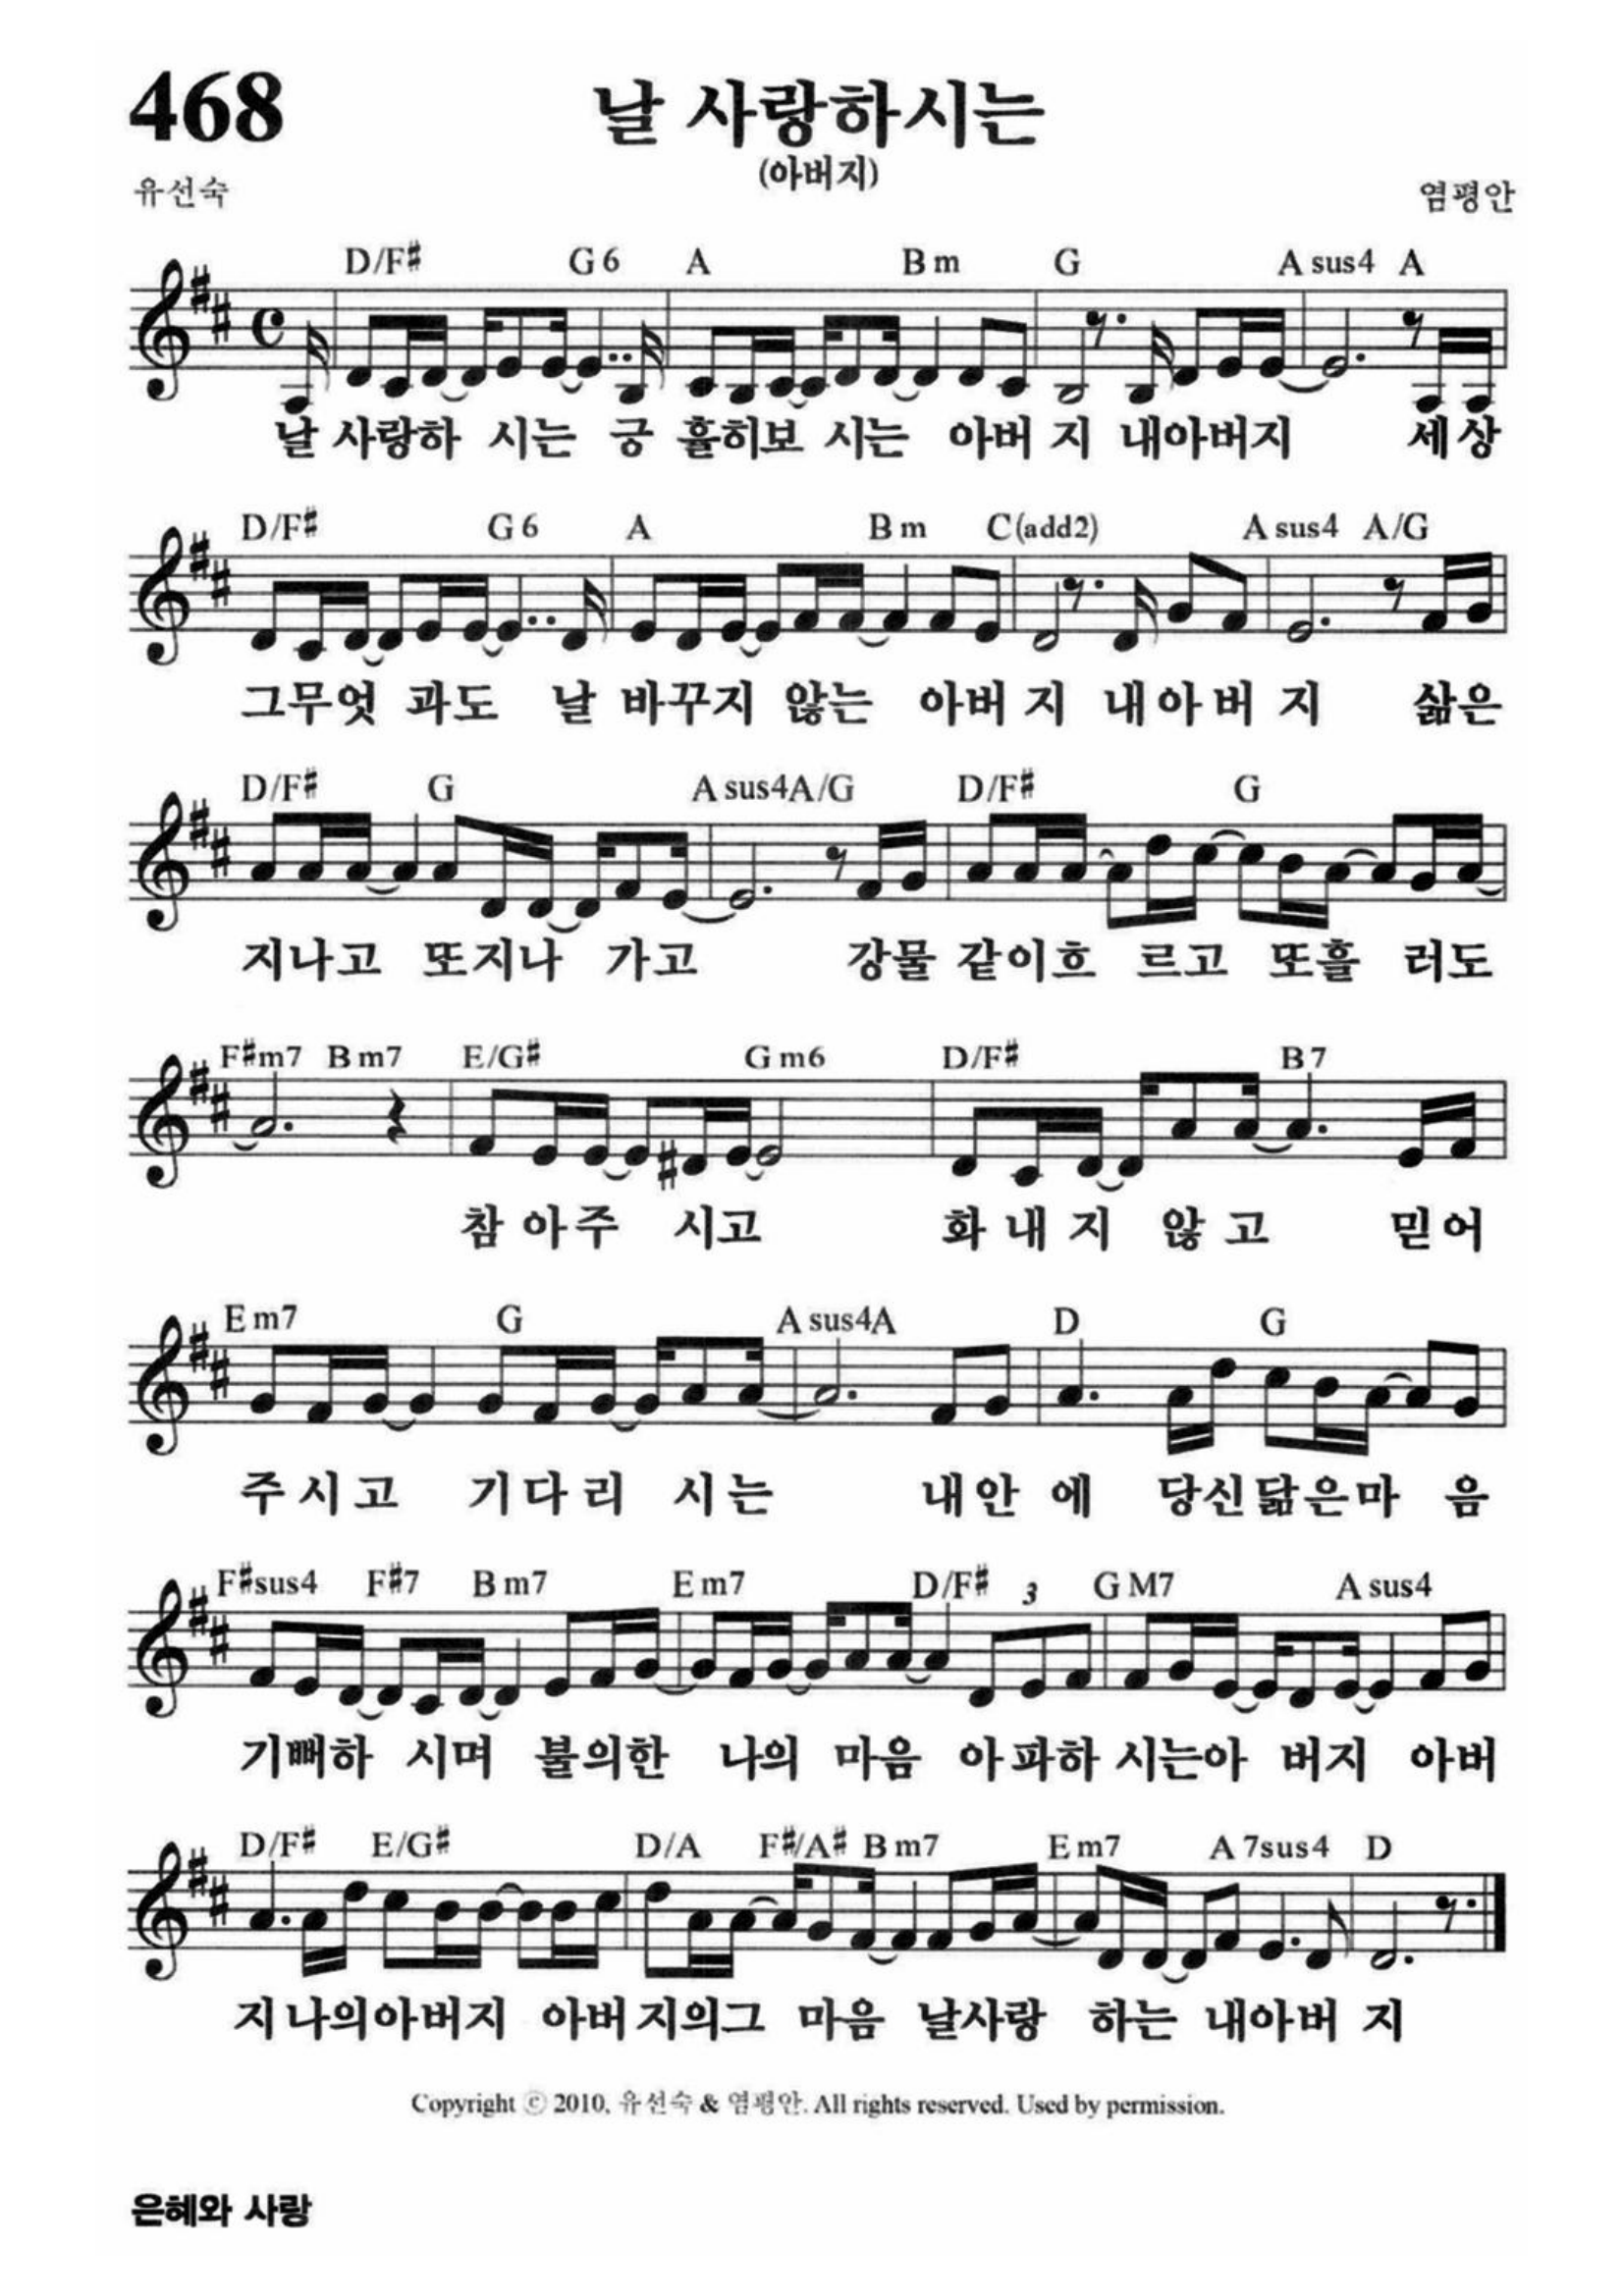 468
날 사랑하시는
(아버지)
유선숙
염평안
D/F# G6 A Bm G Asus4 A
날 사랑하 시는 긍 휼히보 시는 아버 지 내아버지 세상
D/F# G6 A Bm C(add2) Asus4 A/G
그무엇 과도 날 바꾸지 않는 아버 지 내아버 지 삶은
D/F# G Asus4A/G D/F# G
지나고 또지나 가고 강물 같이흐 르고 또흘 러도
F#m7 Bm7 E/G# Gm6 D/F# B7
참아주 시고 화내지 않고 믿어
Em7 G Asus4A D G
주시고 기다리 시는 내안 에 당신닮은마 음
F#sus4 F#7 Bm7 Em7 D/F# 3 GM7 Asus4
기뻐하 시며 불의한 나의 마음 아파하 시는아 버지 아버
D/F# E/G# D/A F#/A# Bm7 Em7 A7sus4 D
지나의아버지 아버지의그 마음 날사랑 하는 내아버 지
Copyright ⓒ 2010, 유선숙 & 염평안. All rights reserved. Used by permission.
은혜와 사랑